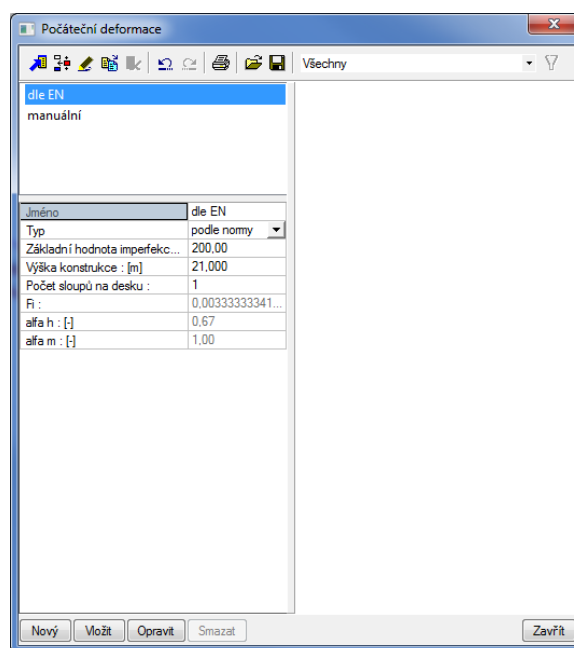 Počáteční deformace
Všechny
dle EN
manuální
Jméno dle EN
Typ podle normy
Základní hodnota imperfekc... 200,00
Výška konstrukce : [m] 21,000
Počet sloupů na desku : 1
Fi : 0,00333333341...
alfa h : [-] 0,67
alfa m : [-] 1,00
Nový Vložit Opravit Smazat Zavřít